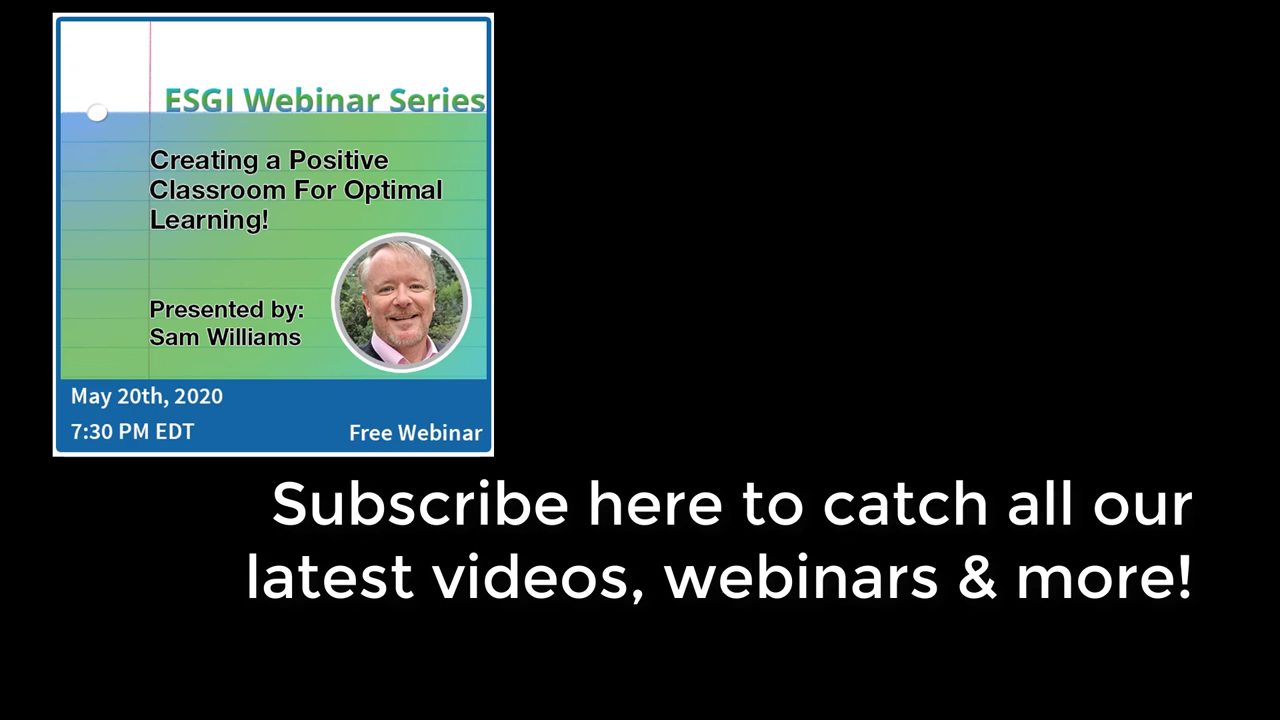 ESGI Webinar Series
Creating a Positive
Classroom For Optimal
Learning!
Presented by:
Sam Williams
May 20th, 2020
7:30 PM EDT
Free Webinar
Subscribe here to catch all our
latest videos, webinars & more!